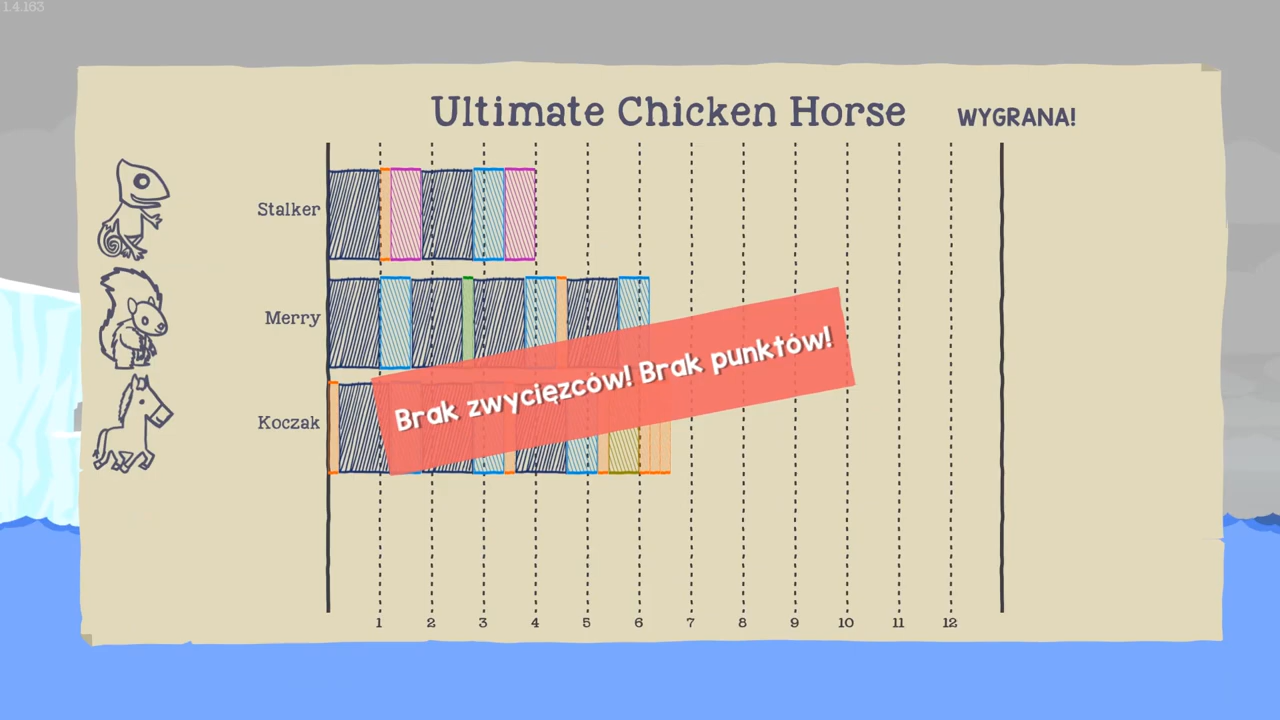 1.4.163
Ultimate Chicken Horse
WYGRANA!
Stalker
Merry
Koczak
Brak zwycięzców! Brak punktów!
1 2 3 4 5 6 7 8 9 10 11 12